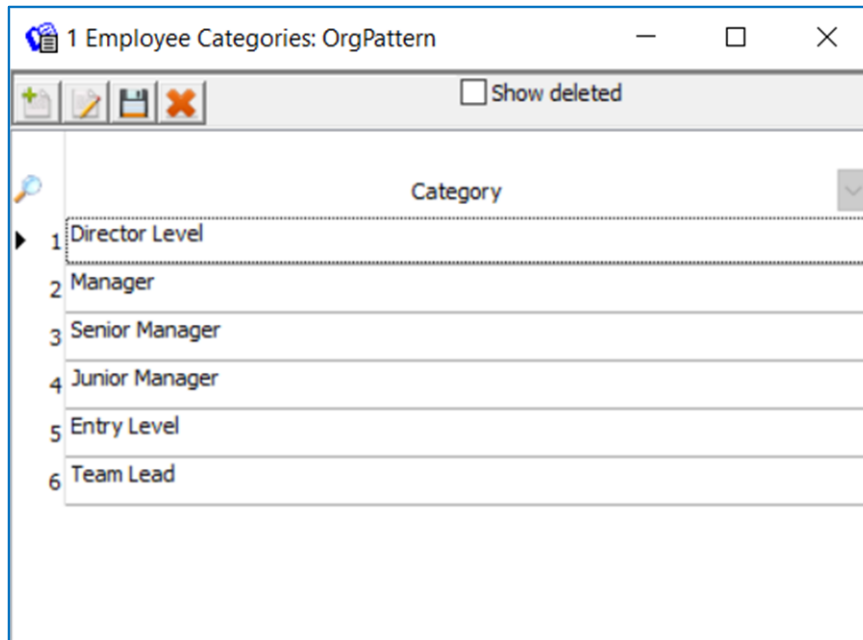 1 Employee Categories: OrgPattern
Show deleted
Category
1 Director Level
2 Manager
3 Senior Manager
4 Junior Manager
5 Entry Level
6 Team Lead